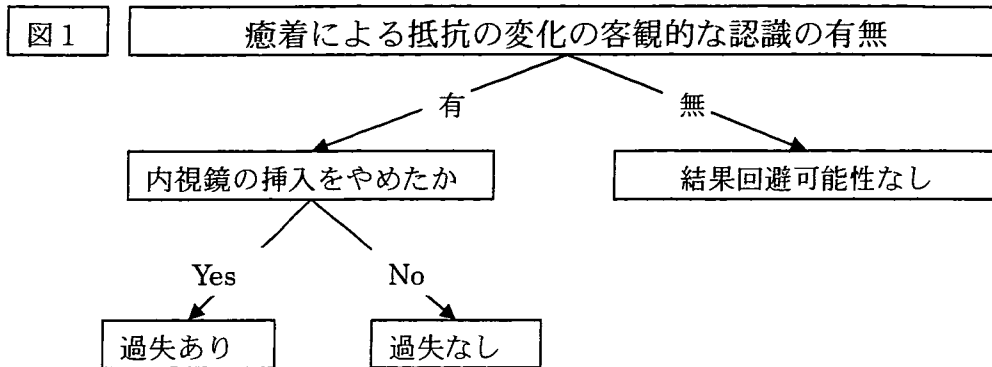 図1
癒着による抵抗の変化の客観的な認識の有無
有
無
内視鏡の挿入をやめたか
結果回避可能性なし
Yes
No
過失あり
過失なし